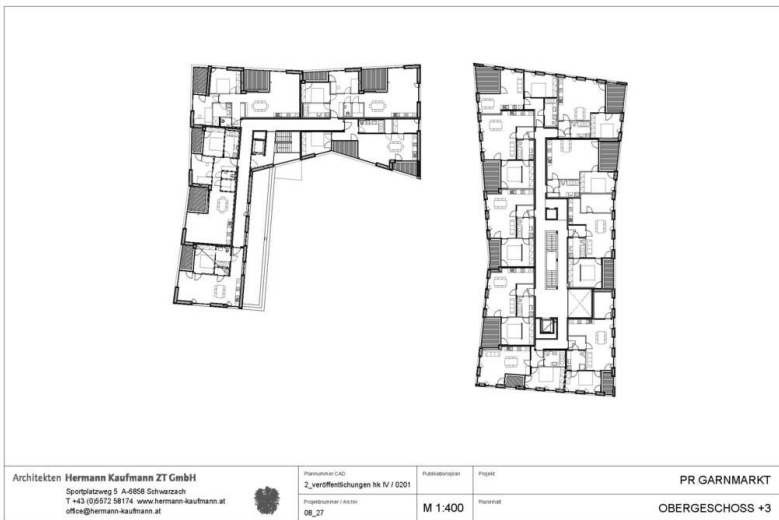 Architekten Hermann Kaufmann ZT GmbH
Sportplatzweg 5 A-6858 Schwarzach
T +43 (0)5572 58174 www.hermann-kaufmann.at
office@hermann-kaufmann.at
Plannummer CAD
2_veröffentlichungen hk IV / 0201
Projektnummer / Archiv
08_27
Publikationsplan
M 1:400
Projekt
PR GARNMARKT
Planinhalt
OBERGESCHOSS +3